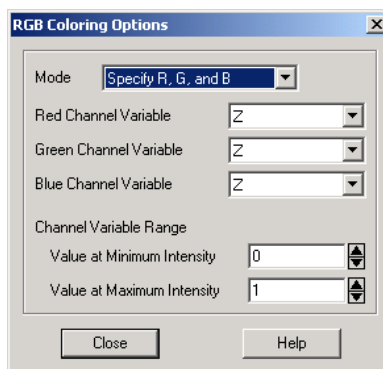 RGB Coloring Options
Mode Specify R, G, and B
Red Channel Variable Z
Green Channel Variable Z
Blue Channel Variable Z
Channel Variable Range
Value at Minimum Intensity 0
Value at Maximum Intensity 1
Close Help